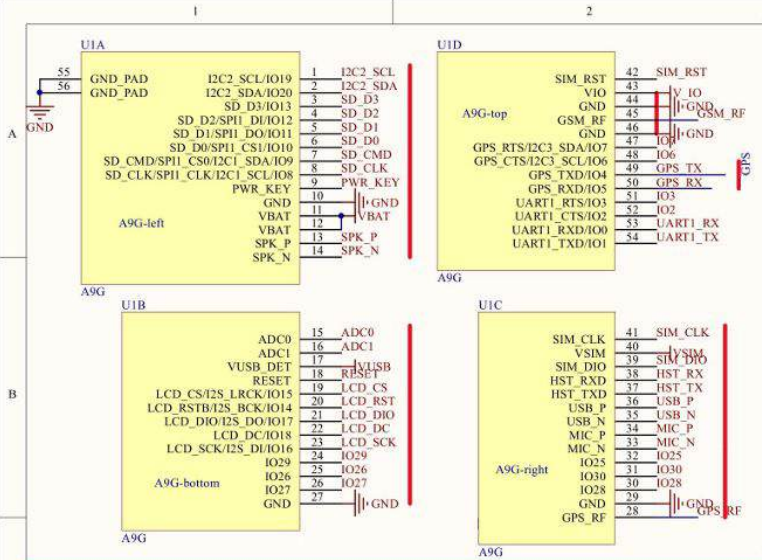 1 2
A
B
U1A
55 GND_PAD I2C2_SCL/IO19 1 I2C2_SCL
56 GND_PAD I2C2_SDA/IO20 2 I2C2_SDA
GND
SD_D3/IO13 3 SD_D3
SD_D2/SPI1_DI/IO12 4 SD_D2
SD_D1/SPI1_DO/IO11 5 SD_D1
SD_D0/SPI1_CS1/IO10 6 SD_D0
SD_CMD/SPI1_CS0/I2C1_SDA/IO9 7 SD_CMD
SD_CLK/SPI1_CLK/I2C1_SCL/IO8 8 SD_CLK
PWR_KEY 9 PWR_KEY
GND 10 GND
VBAT 11 VBAT
VBAT 12
SPK_P 13 SPK_P
SPK_N 14 SPK_N
A9G-left
A9G
U1D
SIM_RST 42 SIM_RST
VIO 43 V_IO
GND 44 GND
GSM_RF 45 GSM_RF
GND 46 GND
GPS_RTS/I2C3_SDA/IO7 47 IO7
GPS_CTS/I2C3_SCL/IO6 48 IO6
GPS_TXD/IO4 49 GPS_TX
GPS_RXD/IO5 50 GPS_RX
UART1_RTS/IO3 51 IO3
UART1_CTS/IO2 52 IO2
UART1_RXD/IO0 53 UART1_RX
UART1_TXD/IO1 54 UART1_TX
GPS
A9G-top
A9G
U1B
ADC0 15 ADC0
ADC1 16 ADC1
VUSB_DET 17 VUSB
RESET 18 RESET
LCD_CS/I2S_LRCK/IO15 19 LCD_CS
LCD_RSTB/I2S_BCK/IO14 20 LCD_RST
LCD_DIO/I2S_DO/IO17 21 LCD_DIO
LCD_DC/IO18 22 LCD_DC
LCD_SCK/I2S_DI/IO16 23 LCD_SCK
IO29 24 IO29
IO26 25 IO26
IO27 26 IO27
GND 27 GND
A9G-bottom
A9G
U1C
SIM_CLK 41 SIM_CLK
VSIM 40 VSIM
SIM_DIO 39 SIM_DIO
HST_RXD 38 HST_RX
HST_TXD 37 HST_TX
USB_P 36 USB_P
USB_N 35 USB_N
MIC_P 34 MIC_P
MIC_N 33 MIC_N
IO25 32 IO25
IO30 31 IO30
IO28 30 IO28
GND 29 GND
GPS_RF 28 GPS_RF
A9G-right
A9G